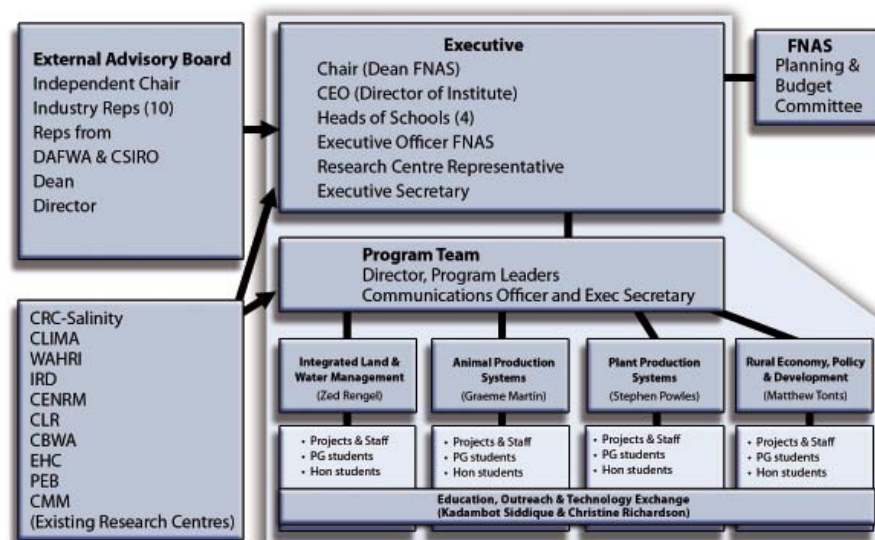 External Advisory Board
Independent Chair
Industry Reps (10)
Reps from
DAFWA & CSIRO
Dean
Director
Executive
Chair (Dean FNAS)
CEO (Director of Institute)
Heads of Schools (4)
Executive Officer FNAS
Research Centre Representative
Executive Secretary
FNAS
Planning &
Budget
Committee
Program Team
Director, Program Leaders
Communications Officer and Exec Secretary
CRC-Salinity
CLIMA
WAHRI
IRD
CENRM
CLR
CBWA
EHC
PEB
CMM
(Existing Research Centres)
Integrated Land &
Water Management
(Zed Rengel)
Animal Production
Systems
(Graeme Martin)
Plant Production
Systems
(Stephen Powles)
Rural Economy, Policy
& Development
(Matthew Tonts)
• Projects & Staff
• PG students
• Hon students
• Projects & Staff
• PG students
• Hon students
• Projects & Staff
• PG students
• Hon students
• Projects & Staff
• PG students
• Hon students
Education, Outreach & Technology Exchange
(Kadambot Siddique & Christine Richardson)